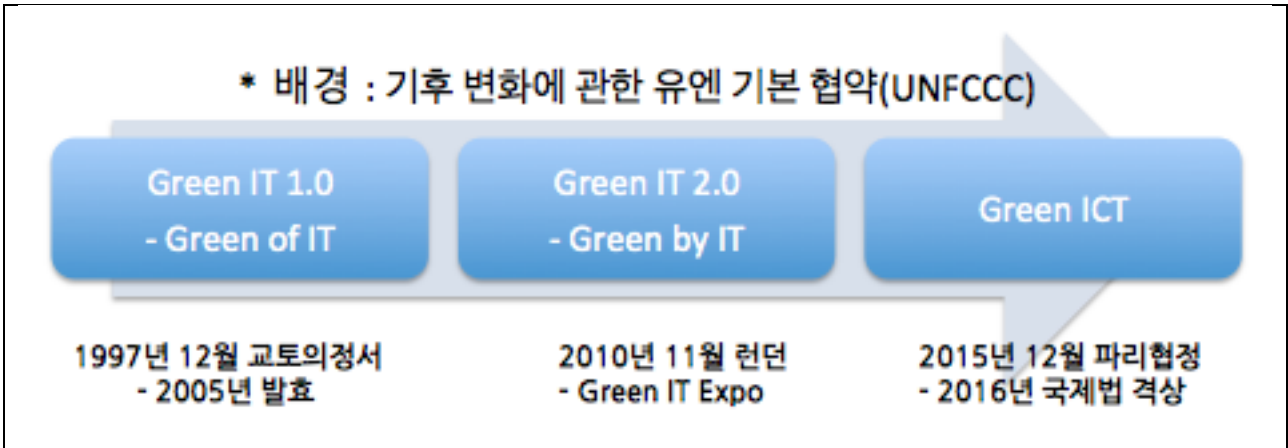 * 배경 : 기후 변화에 관한 유엔 기본 협약(UNFCCC)
Green IT 1.0
- Green of IT
Green IT 2.0
- Green by IT
Green ICT
1997년 12월 교토의정서
- 2005년 발효
2010년 11월 런던
- Green IT Expo
2015년 12월 파리협정
- 2016년 국제법 격상